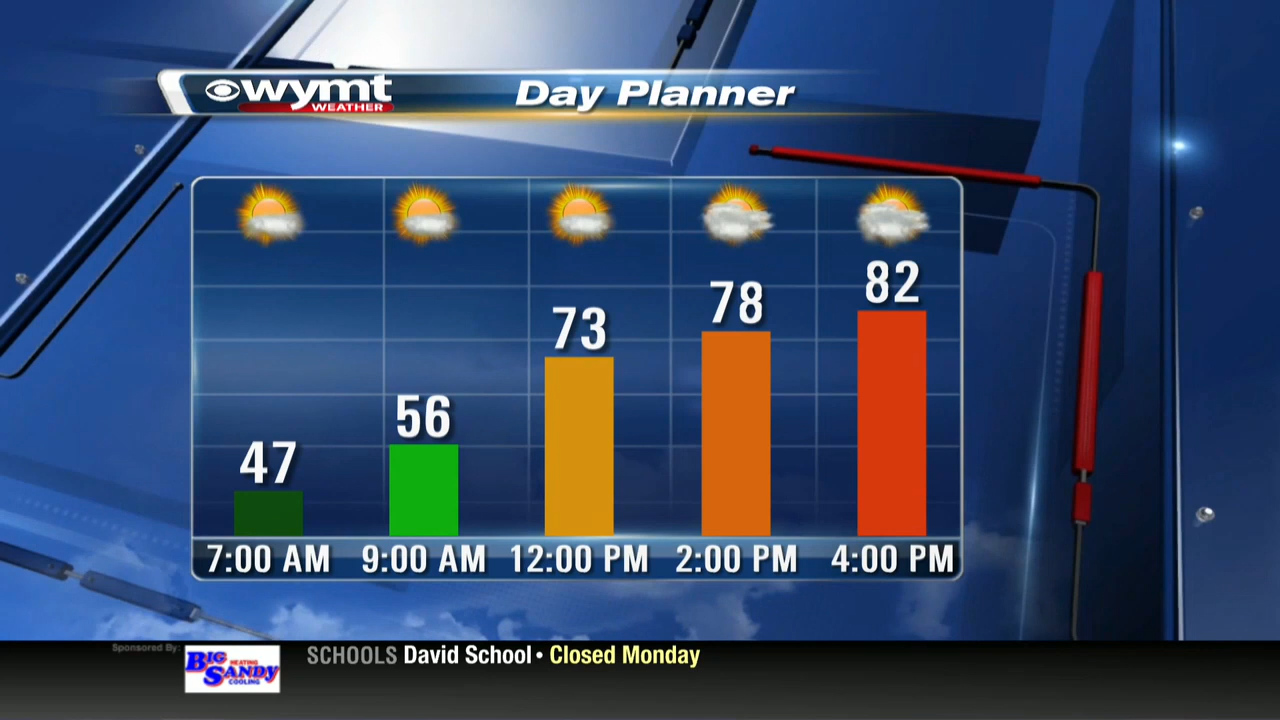 wymt
WEATHER
Day Planner
47 56 73 78 82
7:00 AM 9:00 AM 12:00 PM 2:00 PM 4:00 PM
Sponsored By:
BIG
HEATING
SANDY
COOLING
SCHOOLS David School • Closed Monday